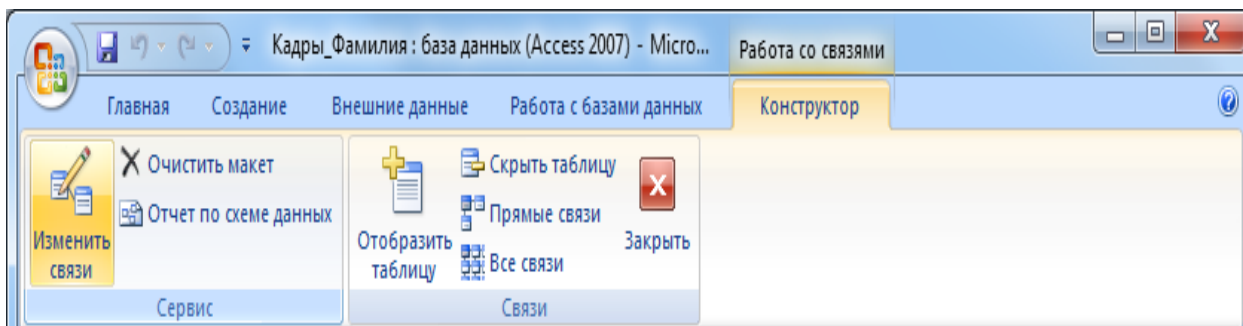 Кадры_Фамилия : база данных (Access 2007) - Micro...
Работа со связями
Главная
Создание
Внешние данные
Работа с базами данных
Конструктор
Изменить
связи
Очистить макет
Отчет по схеме данных
Сервис
Отобразить
таблицу
Скрыть таблицу
Прямые связи
Все связи
Закрыть
Связи